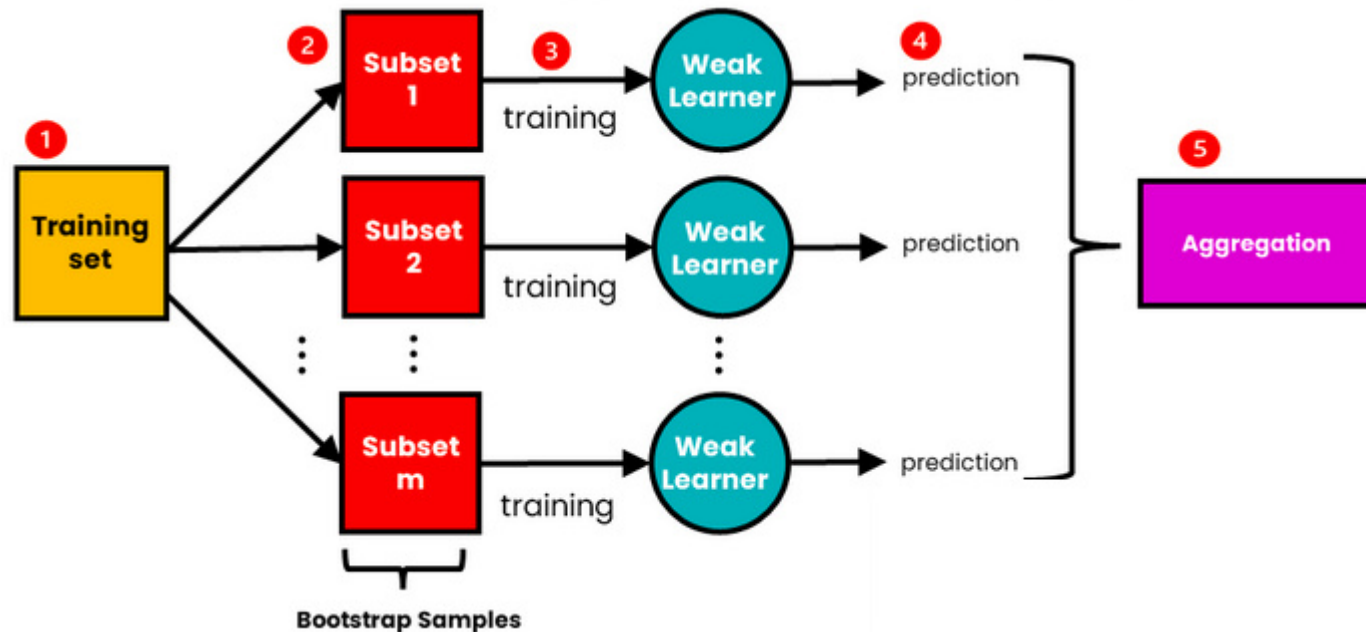 1
Training
set
2
Subset
1
3
training
Weak
Learner
4
prediction
Subset
2
training
Weak
Learner
prediction
Subset
m
training
Weak
Learner
prediction
Bootstrap Samples
5
Aggregation